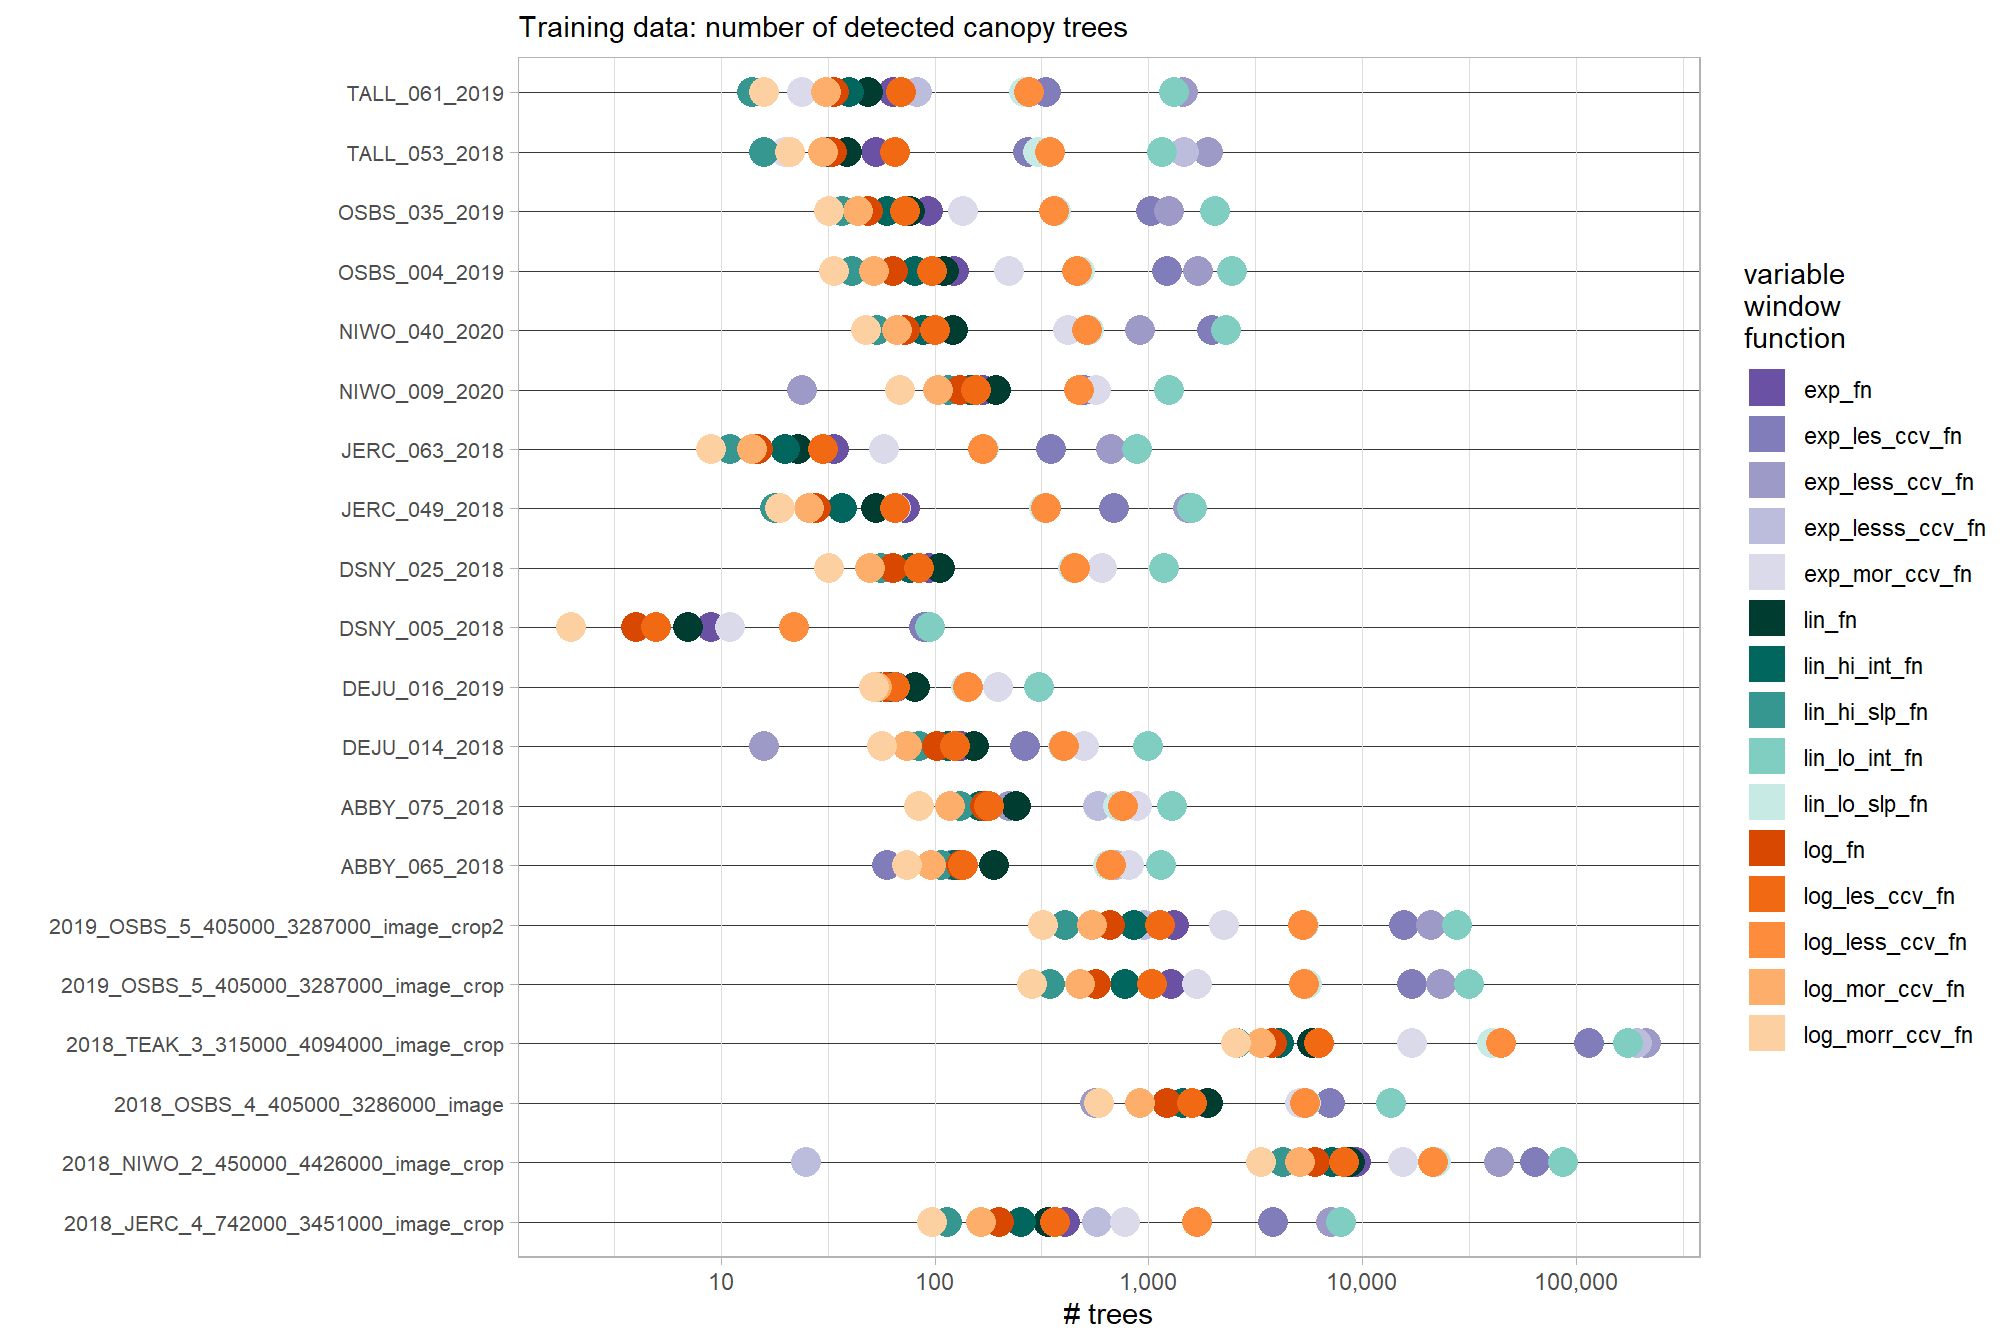 Training data: number of detected canopy trees
TALL_061_2019
TALL_053_2018
OSBS_035_2019
OSBS_004_2019
NIWO_040_2020
NIWO_009_2020
JERC_063_2018
JERC_049_2018
DSNY_025_2018
DSNY_005_2018
DEJU_016_2019
DEJU_014_2018
ABBY_075_2018
ABBY_065_2018
2019_OSBS_5_405000_3287000_image_crop2
2019_OSBS_5_405000_3287000_image_crop
2018_TEAK_3_315000_4094000_image_crop
2018_OSBS_4_405000_3286000_image
2018_NIWO_2_450000_4426000_image_crop
2018_JERC_4_742000_3451000_image_crop
10 100 1,000 10,000 100,000
# trees
variable
window
function
exp_fn
exp_les_ccv_fn
exp_less_ccv_fn
exp_lesss_ccv_fn
exp_mor_ccv_fn
lin_fn
lin_hi_int_fn
lin_hi_slp_fn
lin_lo_int_fn
lin_lo_slp_fn
log_fn
log_les_ccv_fn
log_less_ccv_fn
log_mor_ccv_fn
log_morr_ccv_fn